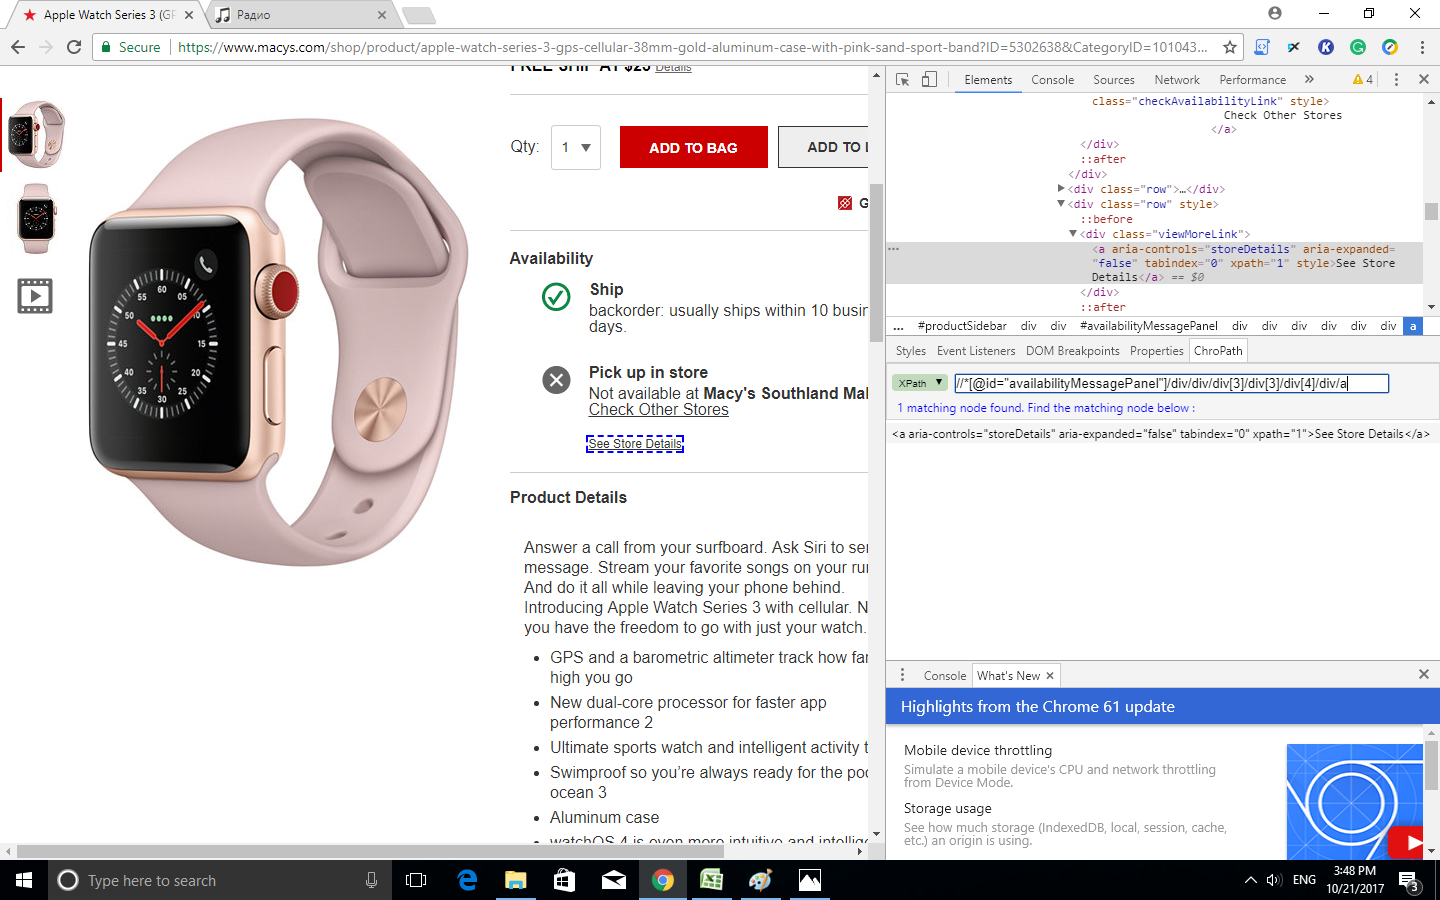 Apple Watch Series 3 (GF
Радио
Secure
https://www.macys.com/shop/product/apple-watch-series-3-gps-cellular-38mm-gold-aluminum-case-with-pink-sand-sport-band?ID=5302638&CategoryID=101043...
FREE SHIP AT $25 Details
Qty: 1 ADD TO BAG
Availability
Ship
backorder: usually ships within 10
days.
Pick up in store
Not available at Macy's Southland
Check Other Stores
See Store Details
Product Details
Answer a call from your surfboard. Ask Siri to
message. Stream your favorite songs on your
And do it all while leaving your phone behind.
Introducing Apple Watch Series 3 with cellular.
you have the freedom to go with just your watch.
• GPS and a barometric altimeter track how
high you go
• New dual-core processor for faster app
performance 2
• Ultimate sports watch and intelligent activity
• Swimproof so you’re always ready for the
ocean 3
• Aluminum case
• watchOS 4 is even more intuitive and
Elements Console Sources Network Performance » 4
class="checkAvailabilityLink" style>
Check Other Stores
</a>
</div>
::after
</div>
<div class="row">…</div>
<div class="row" style>
::before
<div class="viewMoreLink">
<a aria-controls="storeDetails" aria-expanded=
"false" tabindex="0" xpath="1" style>See Store
Details</a> == $0
</div>
::after
... #productSidebar div div #availabilityMessagePanel div div div div div div a
Styles Event Listeners DOM Breakpoints Properties ChroPath
XPath ▼ //*[@id="availabilityMessagePanel"]/div/div/div[3]/div[3]/div[4]/div/a
1 matching node found. Find the matching node below :
<a aria-controls="storeDetails" aria-expanded="false" tabindex="0" xpath="1">See Store Details</a>
Console What's New
Highlights from the Chrome 61 update
Mobile device throttling
Simulate a mobile device's CPU and network throttling
from Device Mode.
Storage usage
See how much storage (IndexedDB, local, session, cache,
etc.) an origin is using.
Type here to search
ENG
3:48 PM
10/21/2017
3